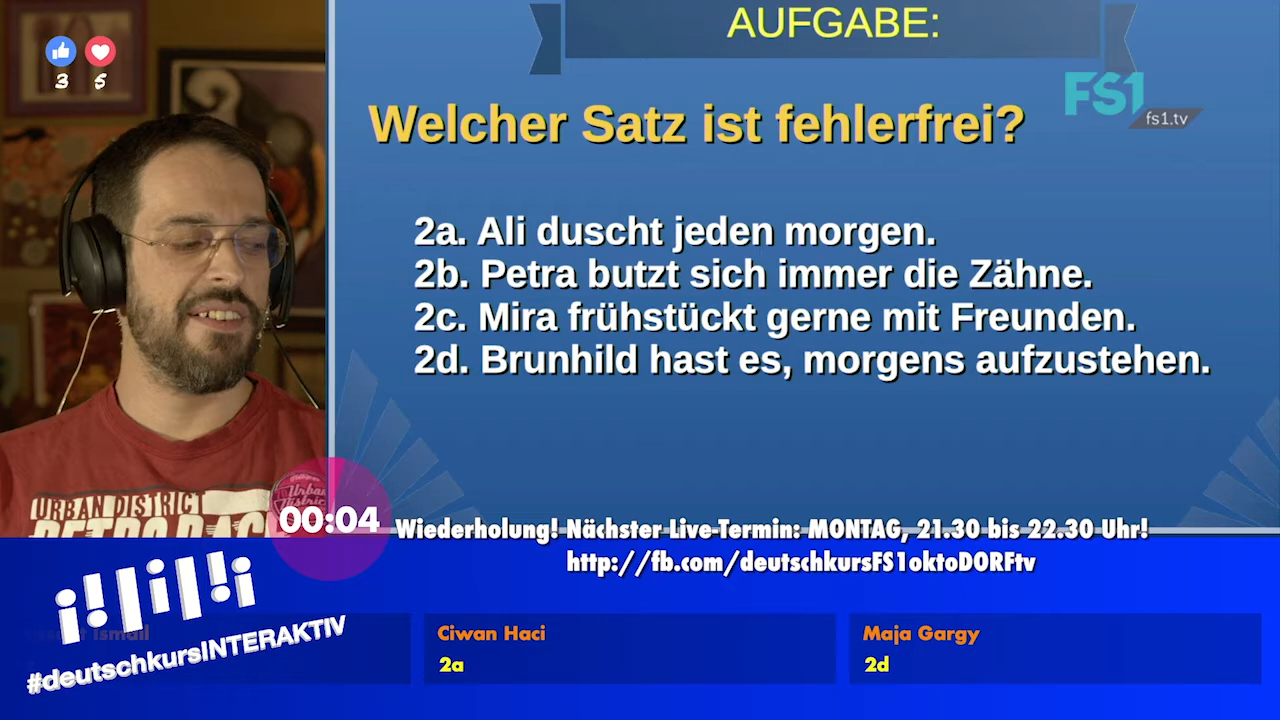 AUFGABE:
3 5
FS1
fs1.tv
Welcher Satz ist fehlerfrei?
2a. Ali duscht jeden morgen.
2b. Petra butzt sich immer die Zähne.
2c. Mira frühstückt gerne mit Freunden.
2d. Brunhild hast es, morgens aufzustehen.
URBAN DISTRICT
00:04
Wiederholung! Nächster Live-Termin: MONTAG, 21.30 bis 22.30 Uhr!
http://fb.com/deutschkursFS1oktoDORFtv
i!lil!i
#deutschkursINTERAKTIV
Ismail
Ciwan Haci
2a
Maja Gargy
2d